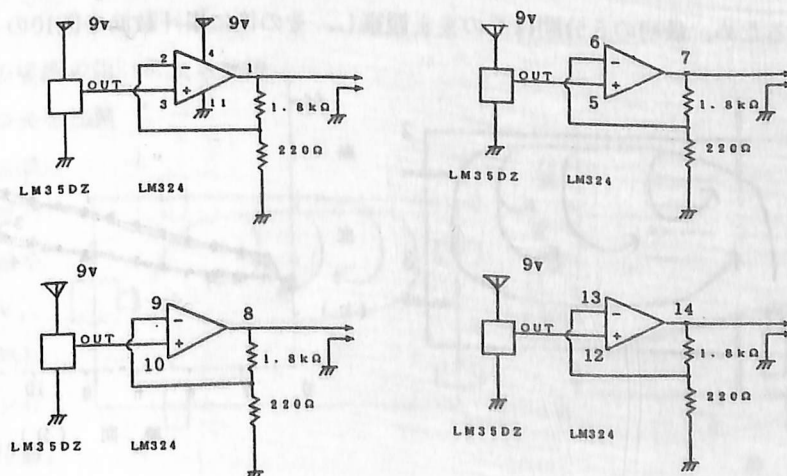 9V 9V
4
2
OUT
1
3
11
1.8kΩ
220Ω
LM35DZ LM324
9V
6
7
OUT
5
1.8kΩ
220Ω
LM35DZ LM324
9V
9
8
OUT
10
1.8kΩ
220Ω
LM35DZ LM324
9V
13
14
OUT
12
1.8kΩ
220Ω
LM35DZ LM324